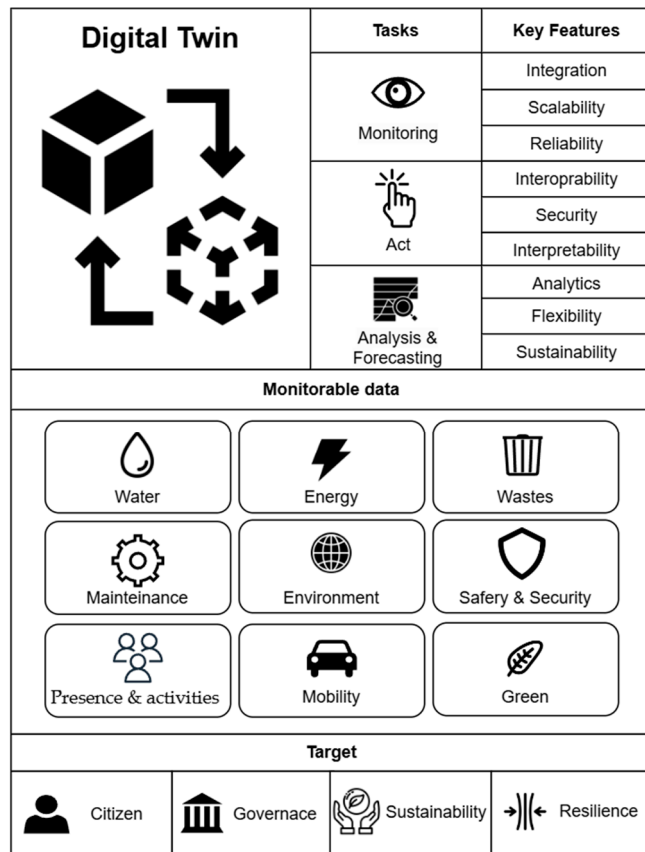 Digital Twin
Tasks
Key Features
Monitoring
Integration
Scalability
Reliability
Act
Interoprability
Security
Interpretability
Analysis &
Forecasting
Analytics
Flexibility
Sustainability
Monitorable data
Water
Energy
Wastes
Mainteinance
Environment
Safery & Security
Presence & activities
Mobility
Green
Target
Citizen
Governace
Sustainability
Resilience